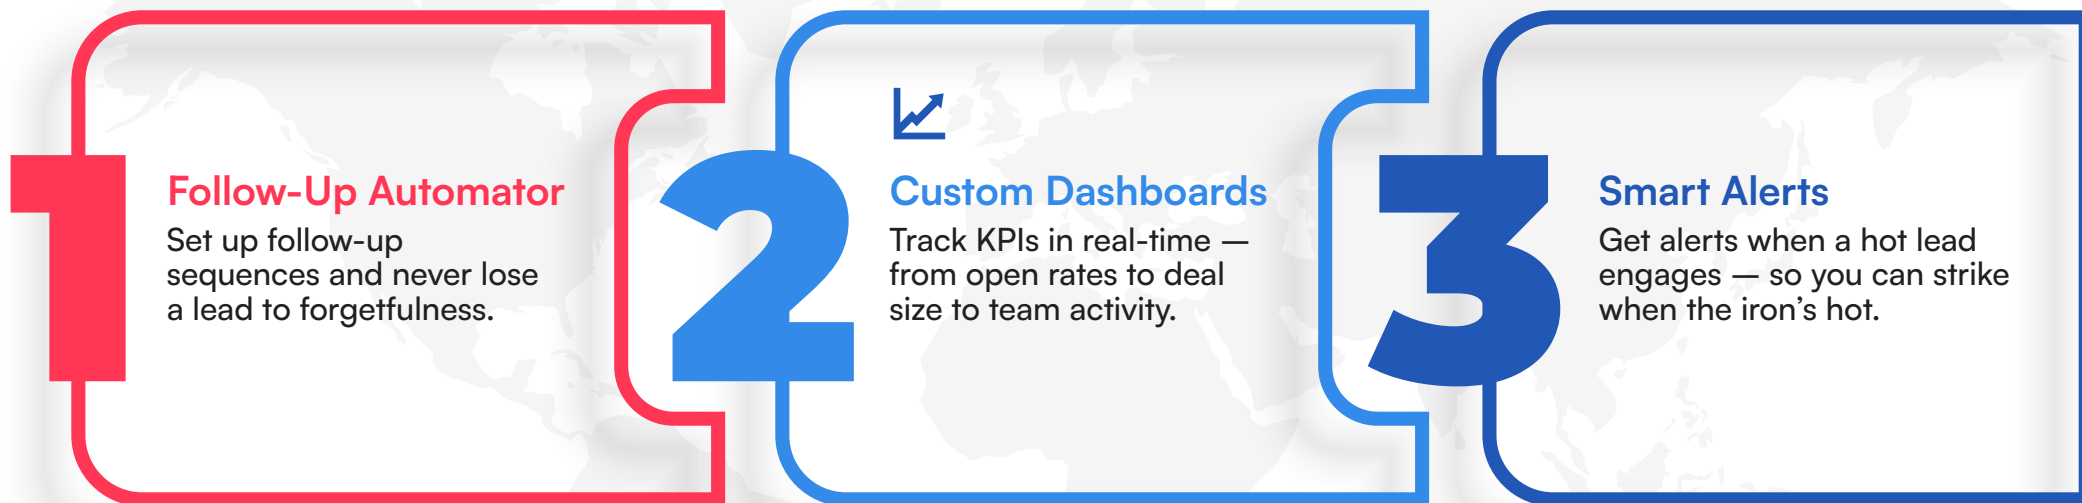 1
Follow-Up Automator
Set up follow-up
sequences and never lose
a lead to forgetfulness.
2
Custom Dashboards
Track KPIs in real-time —
from open rates to deal
size to team activity.
3
Smart Alerts
Get alerts when a hot lead
engages — so you can strike
when the iron’s hot.